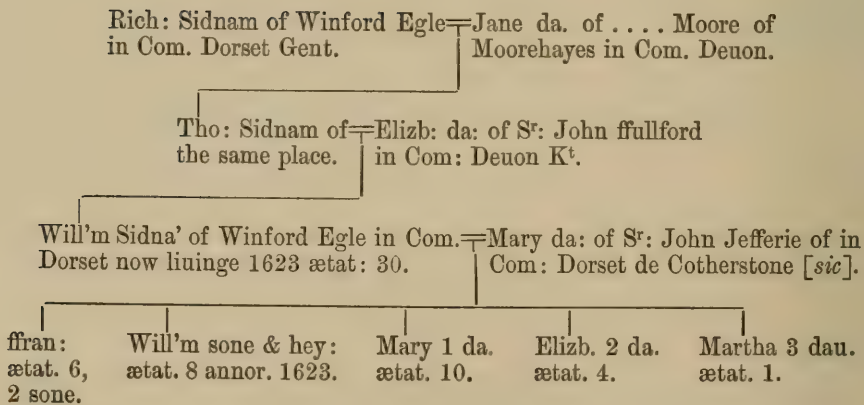 Rich: Sidnam of Winford Egle
in Com. Dorset Gent.
Jane da. of .... Moore of
Moorehayes in Com. Deuon.
Tho: Sidnam of
the same place.
Elizb: da: of Sʳ: John ffullford
in Com: Deuon Kᵗ.
Will'm Sidna' of Winford Egle in Com.
Dorset now liuinge 1623 ætat: 30.
Mary da: of Sʳ: John Jefferie of in
Com: Dorset de Cotherstone [sic].
ffran:
ætat. 6,
2 sone.
Will'm sone & hey:
ætat. 8 annor. 1623.
Mary 1 da.
ætat. 10.
Elizb. 2 da.
ætat. 4.
Martha 3 dau.
ætat. 1.